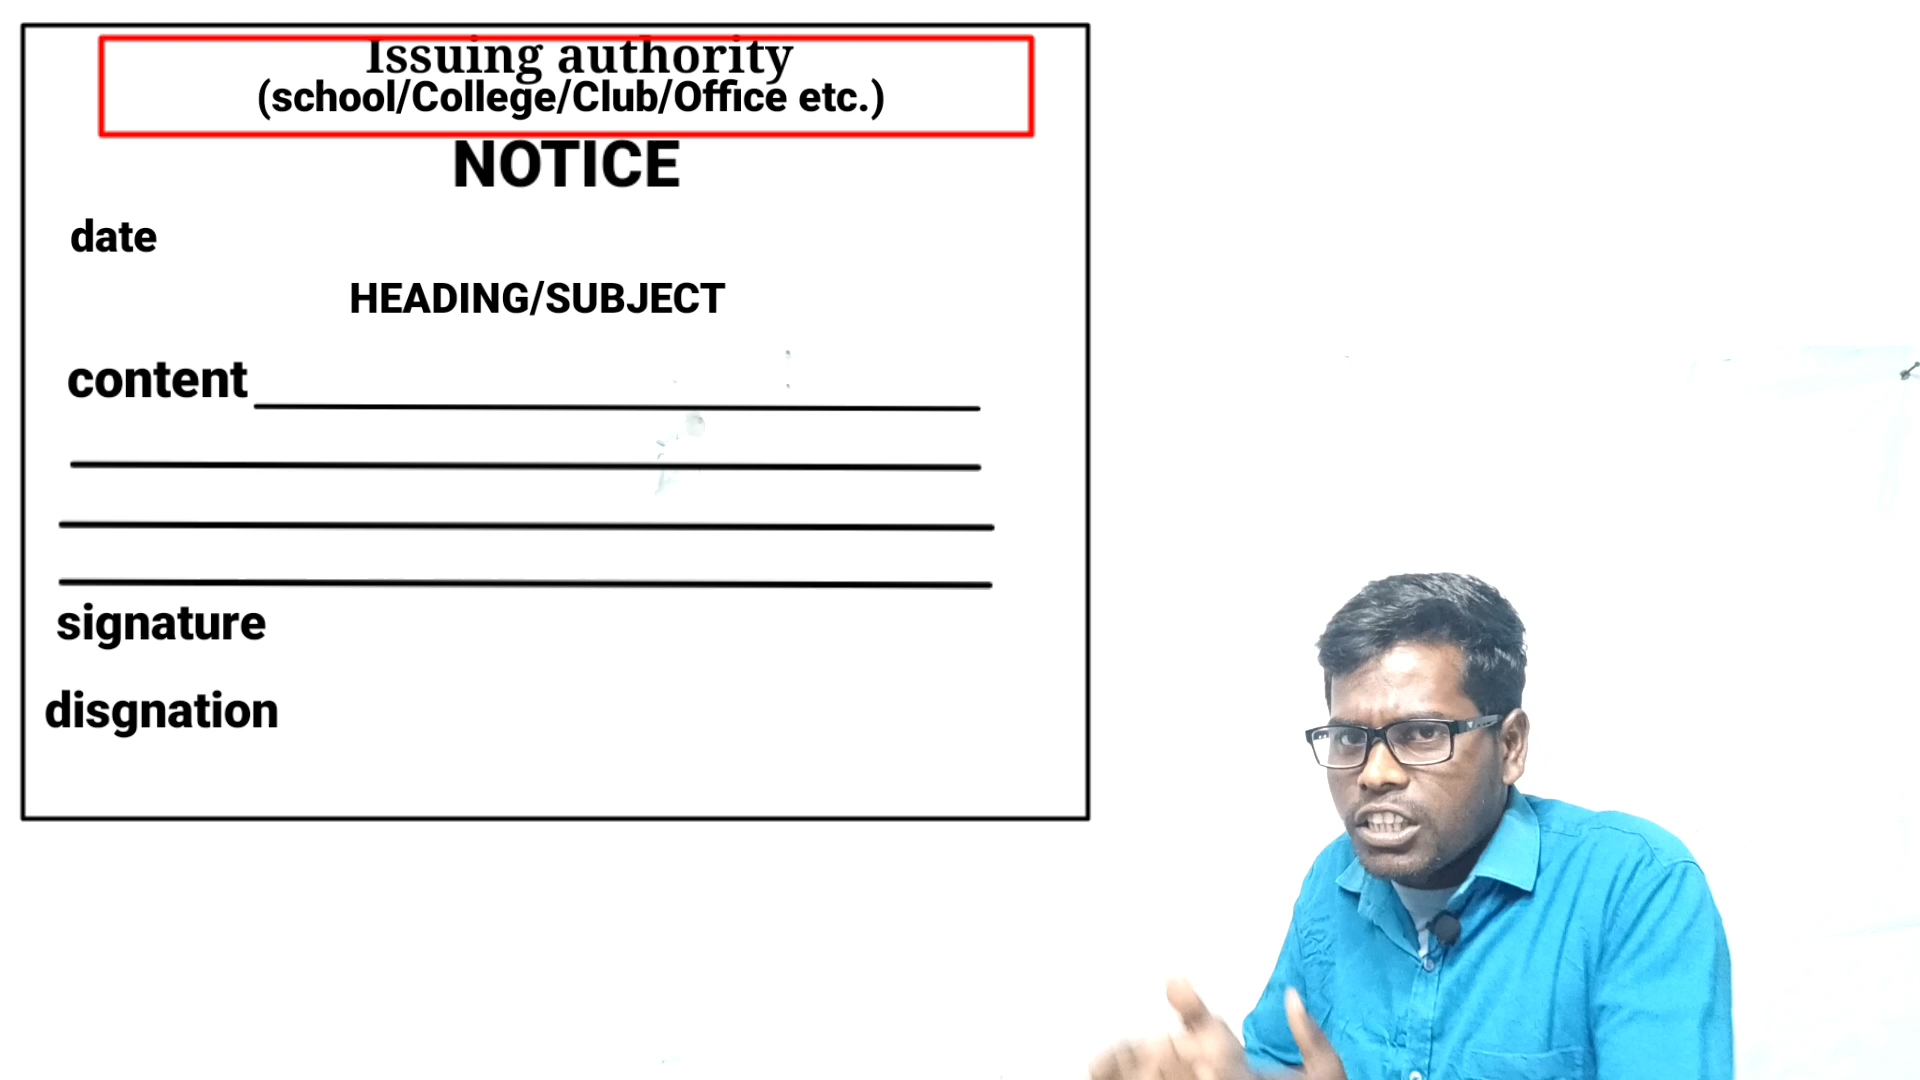 Issuing authority
(school/College/Club/Office etc.)
NOTICE
date
HEADING/SUBJECT
content
signature
disgnation